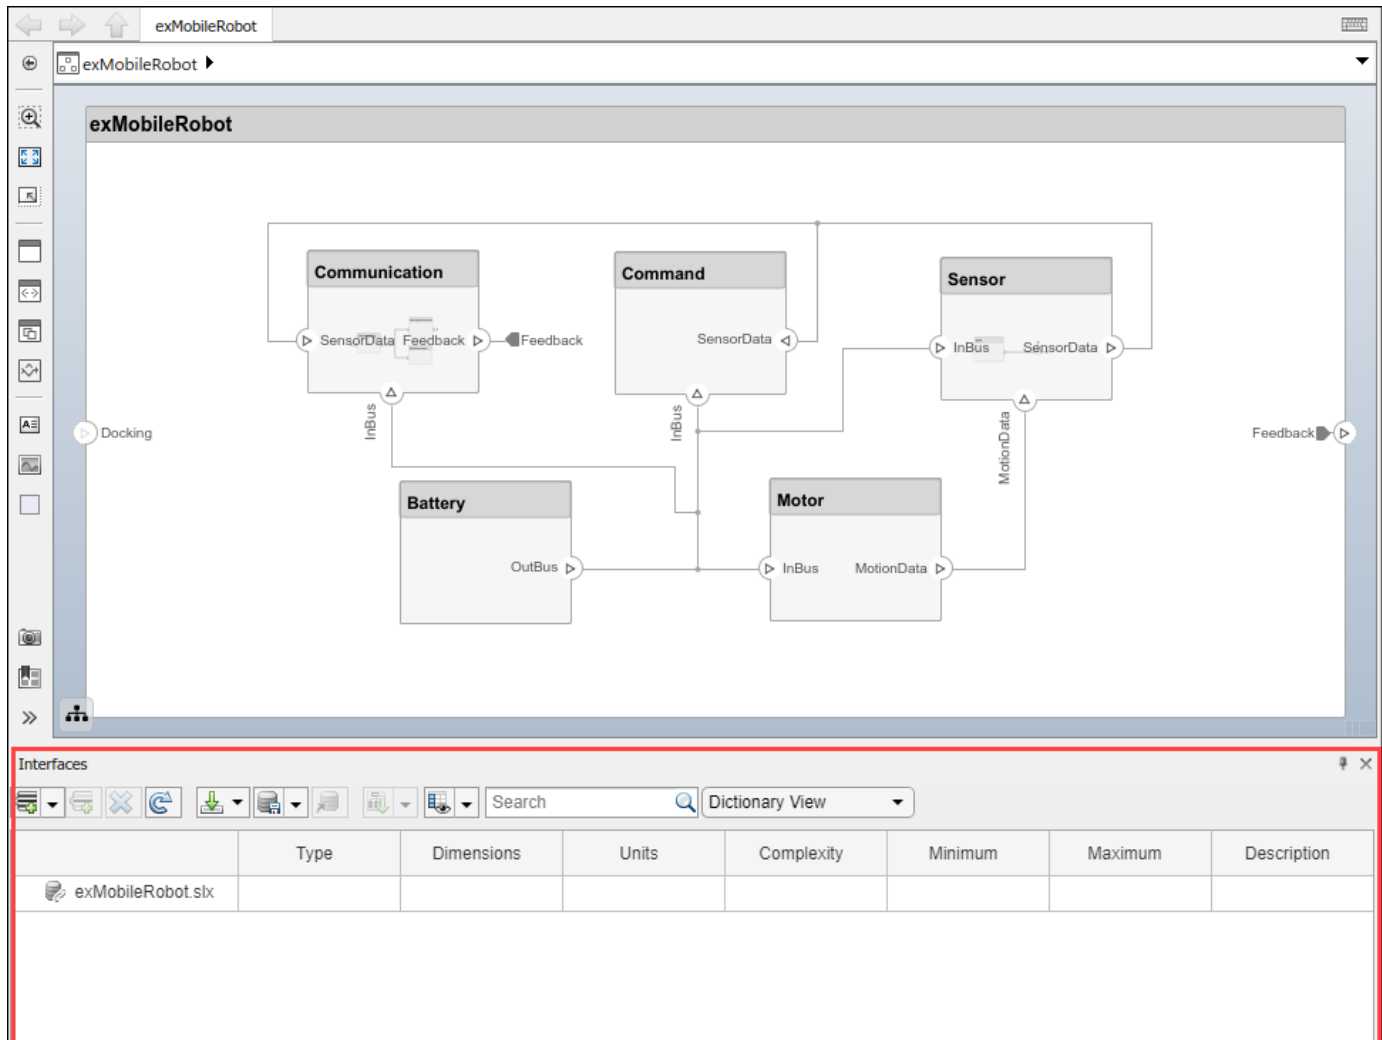 exMobileRobot
exMobileRobot
exMobileRobot
Communication
Command
Sensor
SensorData Feedback
Feedback
SensorData
InBus SensorData
InBus
InBus
MotionData
Docking
Feedback
Battery
Motor
OutBus
InBus MotionData
Interfaces
Search
Dictionary View
Type Dimensions Units Complexity Minimum Maximum Description
exMobileRobot.slx